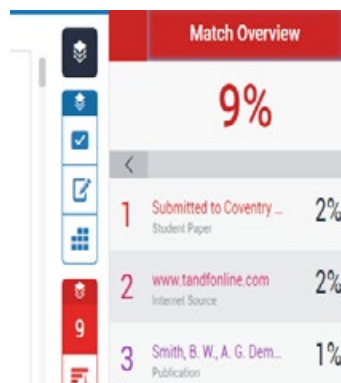 Match Overview
9%
1 Submitted to Coventry ... 2%
Student Paper
2 www.tandfonline.com 2%
Internet Source
9
3 Smith, B. W., A. G. Dem... 1%
Publication